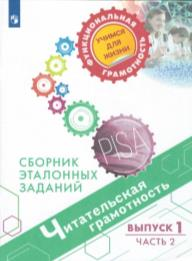 ФУНКЦИОНАЛЬНАЯ
ГРАМОТНОСТЬ
УЧИМСЯ ДЛЯ
ЖИЗНИ
PISA
СБОРНИК
ЭТАЛОННЫХ
ЗАДАНИЙ
ЧИТАТЕЛЬСКАЯ
ГРАМОТНОСТЬ
ВЫПУСК 1
ЧАСТЬ 2